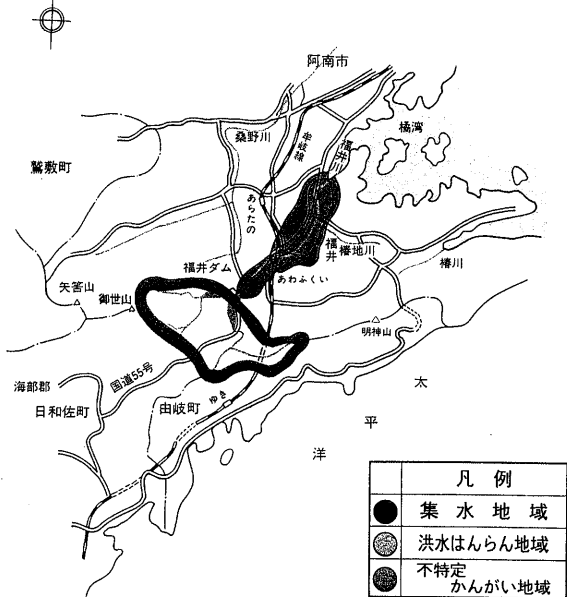 阿南市
桑野川
牟岐線
福井川
橘湾
鷲敷町
あらたの
福井
椿地川
椿川
福井ダム
あわふくい
矢筈山
御世山
明神山
国道55号
海部郡
日和佐町
由岐町
ゆき
太平洋
凡例
集水地域
洪水はんらん地域
不特定
かんがい地域